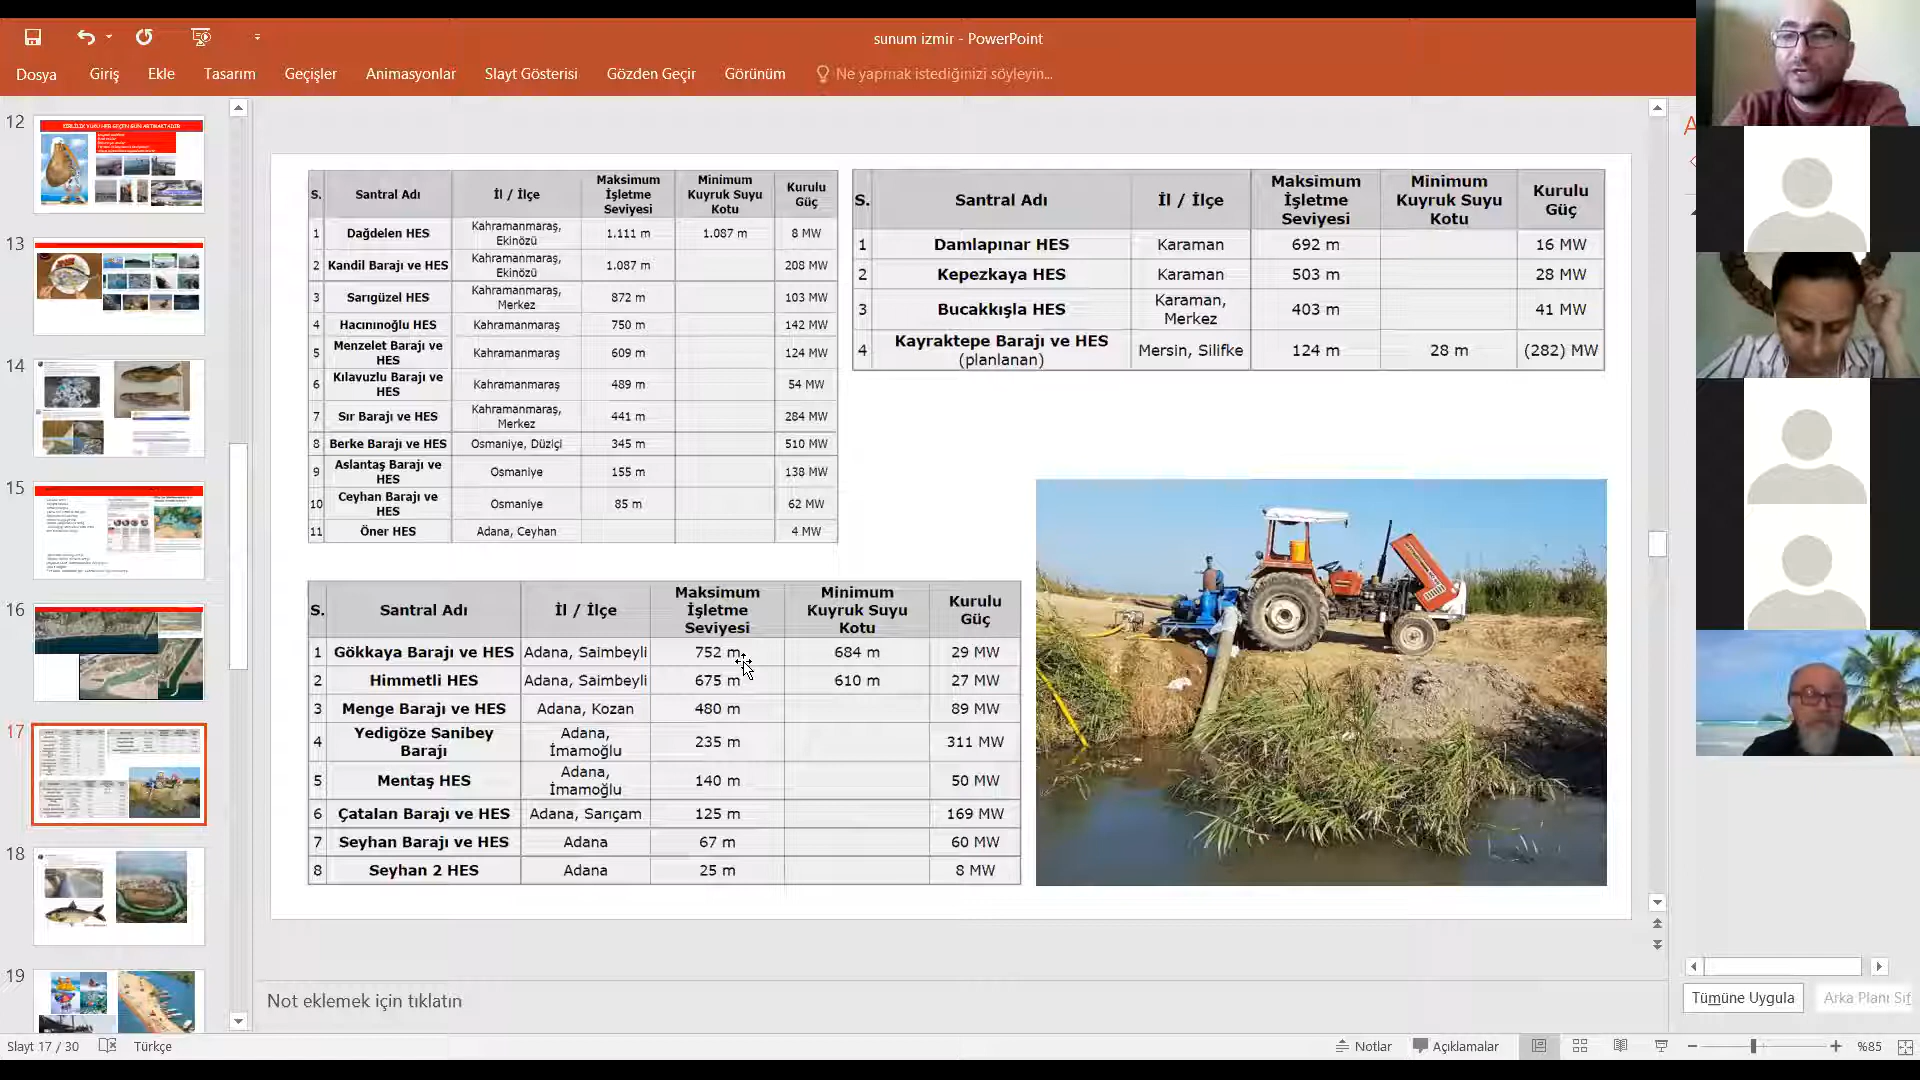 sunum izmir - PowerPoint
Dosya Giriş Ekle Tasarım Geçişler Animasyonlar Slayt Gösterisi Gözden Geçir Görünüm Ne yapmak istediğinizi söyleyin...
12
13
14
15
16
17
18
19
S. Santral Adı İl / İlçe Maksimum İşletme Seviyesi Minimum Kuyruk Suyu Kotu Kurulu Güç
1 Dağdelen HES Kahramanmaraş, Ekinözü 1.111 m 1.087 m 8 MW
2 Kandil Barajı ve HES Kahramanmaraş, Ekinözü 1.087 m 208 MW
3 Sarıgüzel HES Kahramanmaraş, Merkez 872 m 103 MW
4 Hacınınoğlu HES Kahramanmaraş 750 m 142 MW
5 Menzelet Barajı ve HES Kahramanmaraş 609 m 124 MW
6 Kılavuzlu Barajı ve HES Kahramanmaraş 489 m 54 MW
7 Sır Barajı ve HES Kahramanmaraş, Merkez 441 m 284 MW
8 Berke Barajı ve HES Osmaniye, Düziçi 345 m 510 MW
9 Aslantaş Barajı ve HES Osmaniye 155 m 138 MW
10 Ceyhan Barajı ve HES Osmaniye 85 m 62 MW
11 Öner HES Adana, Ceyhan 4 MW
S. Santral Adı İl / İlçe Maksimum İşletme Seviyesi Minimum Kuyruk Suyu Kotu Kurulu Güç
1 Damlapınar HES Karaman 692 m 16 MW
2 Kepezkaya HES Karaman 503 m 28 MW
3 Bucakkışla HES Karaman, Merkez 403 m 41 MW
4 Kayraktepe Barajı ve HES (planlanan) Mersin, Silifke 124 m 28 m (282) MW
S. Santral Adı İl / İlçe Maksimum İşletme Seviyesi Minimum Kuyruk Suyu Kotu Kurulu Güç
1 Gökkaya Barajı ve HES Adana, Saimbeyli 752 m 684 m 29 MW
2 Himmetli HES Adana, Saimbeyli 675 m 610 m 27 MW
3 Menge Barajı ve HES Adana, Kozan 480 m 89 MW
4 Yedigöze Sanibey Barajı Adana, İmamoğlu 235 m 311 MW
5 Mentaş HES Adana, İmamoğlu 140 m 50 MW
6 Çatalan Barajı ve HES Adana, Sarıçam 125 m 169 MW
7 Seyhan Barajı ve HES Adana 67 m 60 MW
8 Seyhan 2 HES Adana 25 m 8 MW
Not eklemek için tıklatın
Tümüne Uygula Arka Planı Sıf
Slayt 17 / 30 Türkçe Notlar Açıklamalar %85